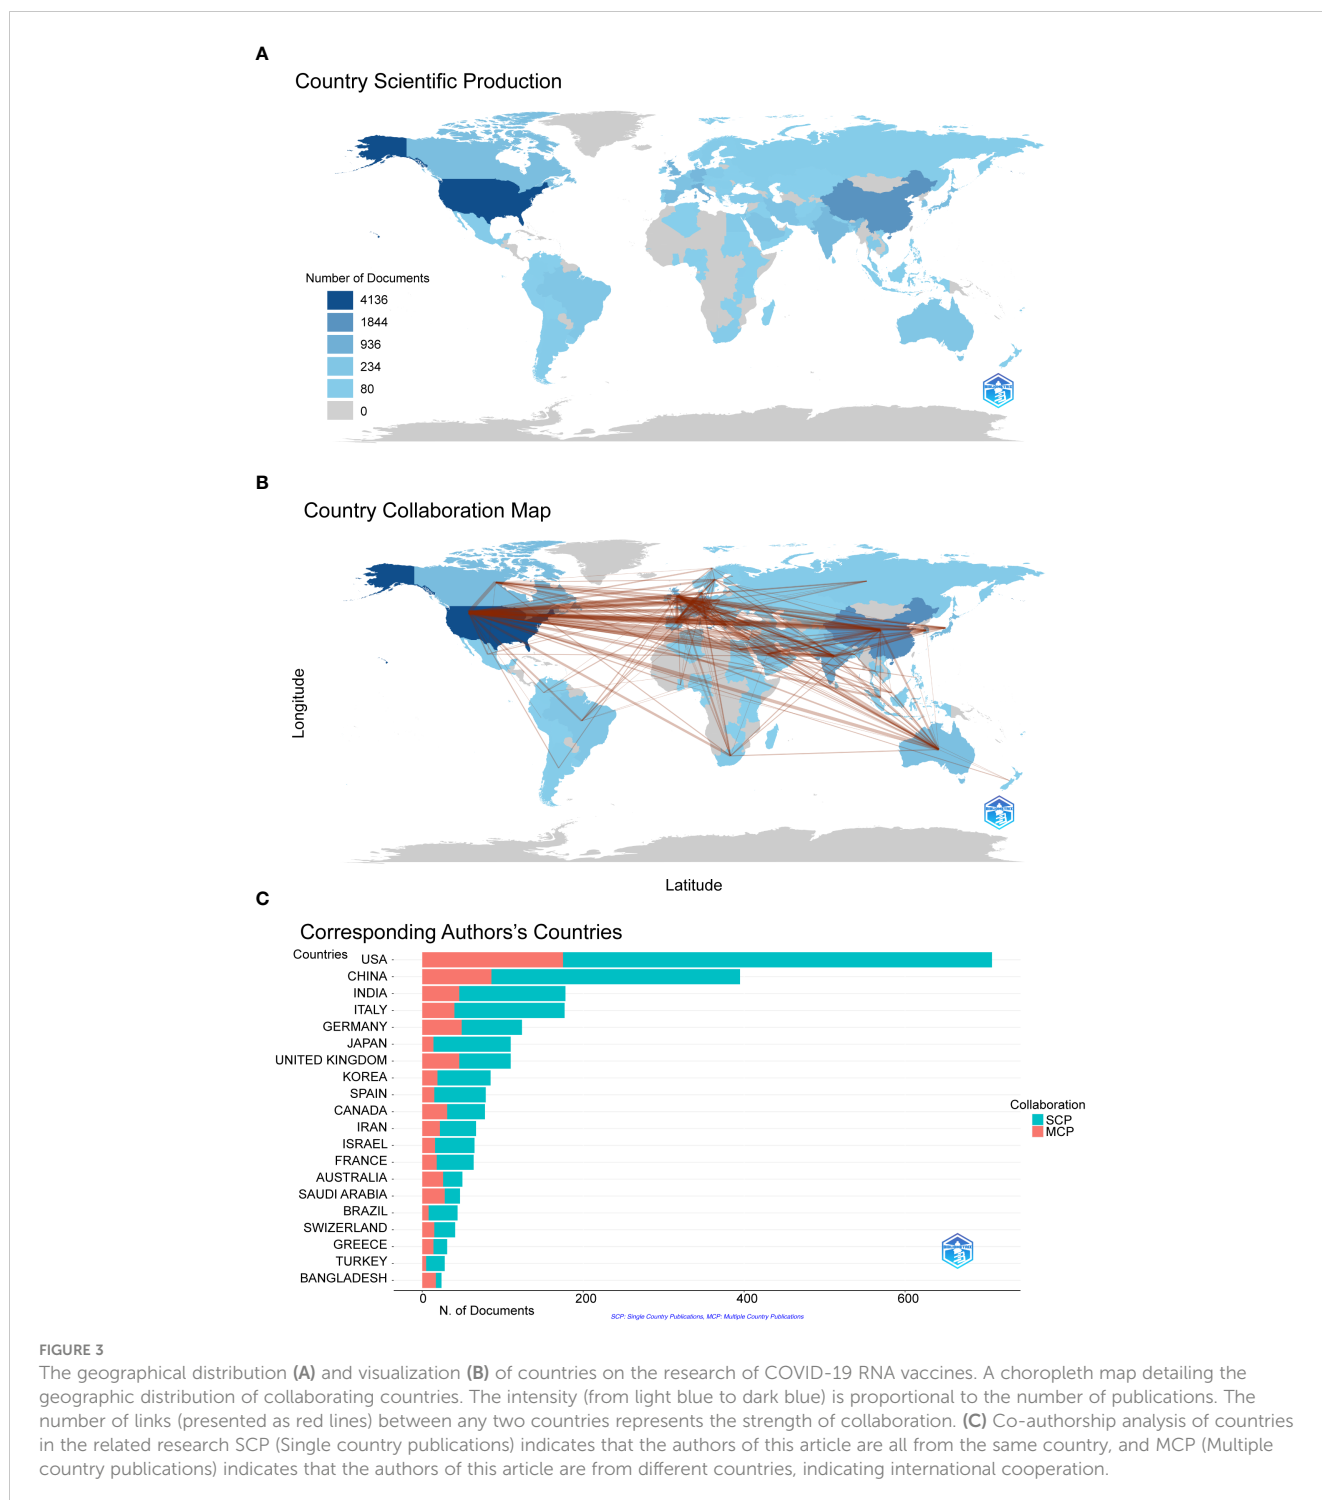 A
Country Scientific Production
Number of Documents
4136
1844
936
234
80
0
B
Country Collaboration Map
Longitude
Latitude
C
Corresponding Authors's Countries
Countries
USA
CHINA
INDIA
ITALY
GERMANY
JAPAN
UNITED KINGDOM
KOREA
SPAIN
CANADA
IRAN
ISRAEL
FRANCE
AUSTRALIA
SAUDI ARABIA
BRAZIL
SWIZERLAND
GREECE
TURKEY
BANGLADESH
Collaboration
SCP
MCP
0 200 400 600
N. of Documents
SCP: Single Country Publications, MCP: Multiple Country Publications
FIGURE 3
The geographical distribution (A) and visualization (B) of countries on the research of COVID-19 RNA vaccines. A choropleth map detailing the
geographic distribution of collaborating countries. The intensity (from light blue to dark blue) is proportional to the number of publications. The
number of links (presented as red lines) between any two countries represents the strength of collaboration. (C) Co-authorship analysis of countries
in the related research SCP (Single country publications) indicates that the authors of this article are all from the same country, and MCP (Multiple
country publications) indicates that the authors of this article are from different countries, indicating international cooperation.